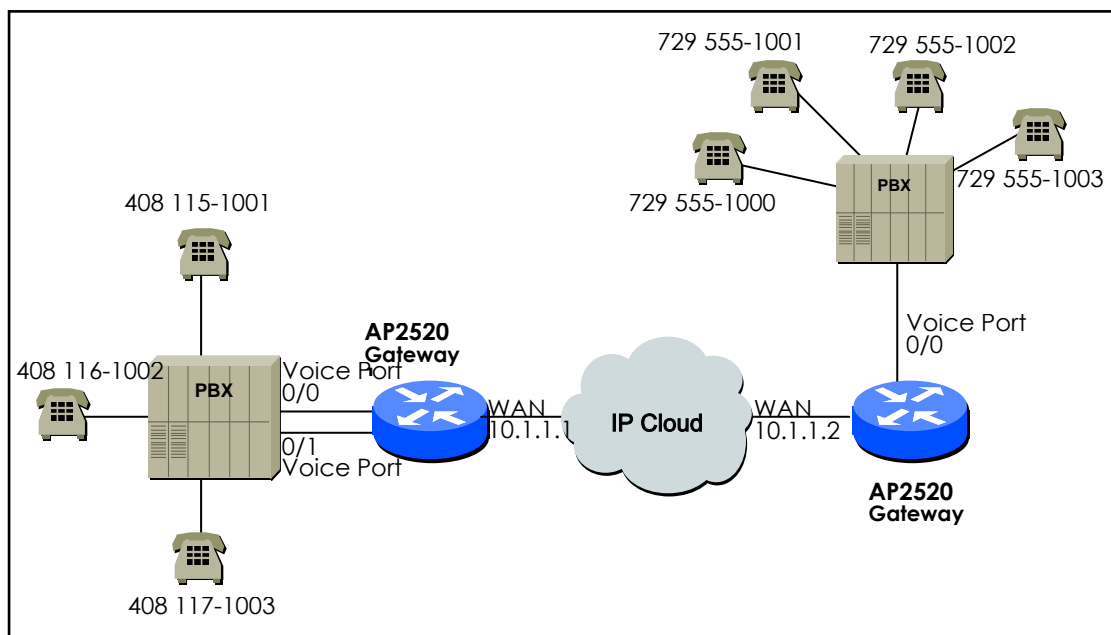 729 555-1001
729 555-1002
729 555-1000
PBX
729 555-1003
408 115-1001
Voice Port
0/0
AP2520
Gateway
408 116-1002
PBX
Voice Port
0/0
0/1
Voice Port
WAN
10.1.1.1
IP Cloud
WAN
10.1.1.2
AP2520
Gateway
408 117-1003